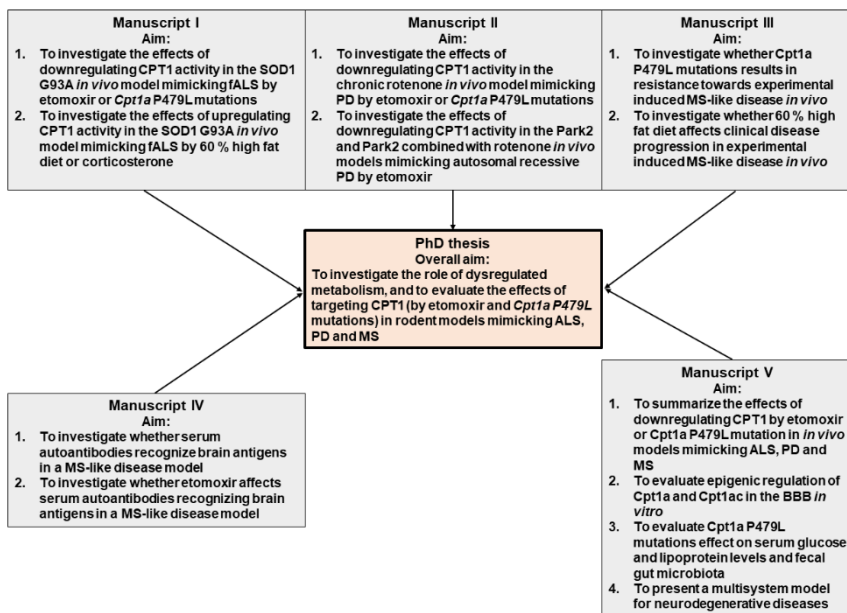 Manuscript I
Aim:
1. To investigate the effects of
downregulating CPT1 activity in the SOD1
G93A in vivo model mimicking fALS by
etomoxir or Cpt1a P479L mutations
2. To investigate the effects of upregulating
CPT1 activity in the SOD1 G93A in vivo
model mimicking fALS by 60 % high fat
diet or corticosterone
Manuscript II
Aim:
1. To investigate the effects of
downregulating CPT1 activity in the
chronic rotenone in vivo model mimicking
PD by etomoxir or Cpt1a P479L mutations
2. To investigate the effects of
downregulating CPT1 activity in the Park2
and Park2 combined with rotenone in vivo
models mimicking autosomal recessive
PD by etomoxir
Manuscript III
Aim:
1. To investigate whether Cpt1a
P479L mutations results in
resistance towards experimental
induced MS-like disease in vivo
2. To investigate whether 60 % high
fat diet affects clinical disease
progression in experimental
induced MS-like disease in vivo
PhD thesis
Overall aim:
To investigate the role of dysregulated
metabolism, and to evaluate the effects of
targeting CPT1 (by etomoxir and Cpt1a P479L
mutations) in rodent models mimicking ALS,
PD and MS
Manuscript IV
Aim:
1. To investigate whether serum
autoantibodies recognize brain
antigens in a MS-like disease model
2. To investigate whether etomoxir affects
serum autoantibodies recognizing brain
antigens in a MS-like disease model
Manuscript V
Aim:
1. To summarize the effects of
downregulating CPT1 by etomoxir
or Cpt1a P479L mutation in in vivo
models mimicking ALS, PD and
MS
2. To evaluate epigenic regulation of
Cpt1a and Cpt1ac in the BBB in
vitro
3. To evaluate Cpt1a P479L
mutations effect on serum glucose
and lipoprotein levels and fecal
gut microbiota
4. To present a multisystem model
for neurodegenerative diseases